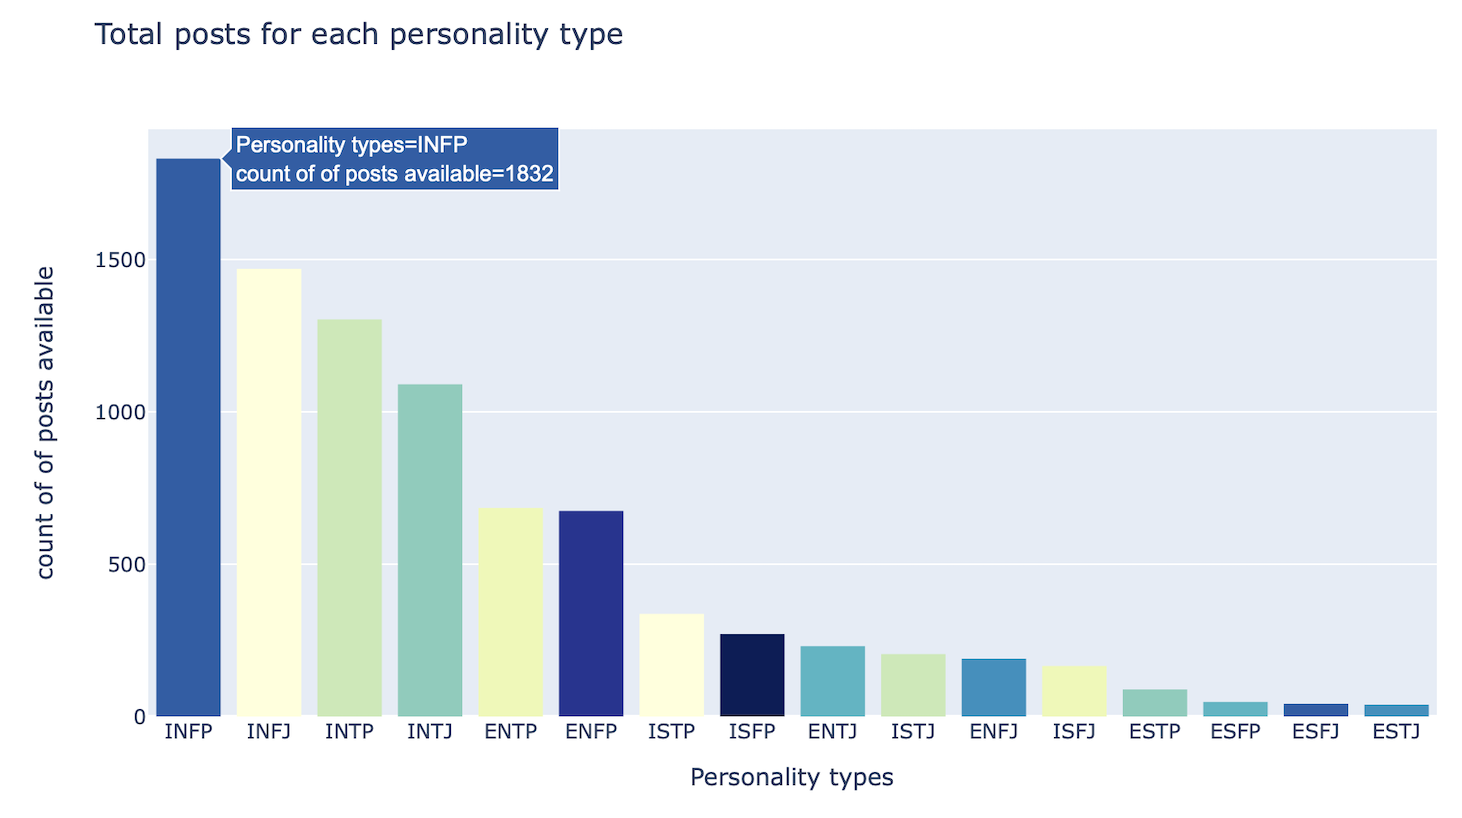 Total posts for each personality type
Personality types=INFP
count of of posts available=1832
count of of posts available
1500
1000
500
0
INFP INFJ INTP INTJ ENTP ENFP ISTP ISFP ENTJ ISTJ ENFJ ISFJ ESTP ESFP ESFJ ESTJ
Personality types